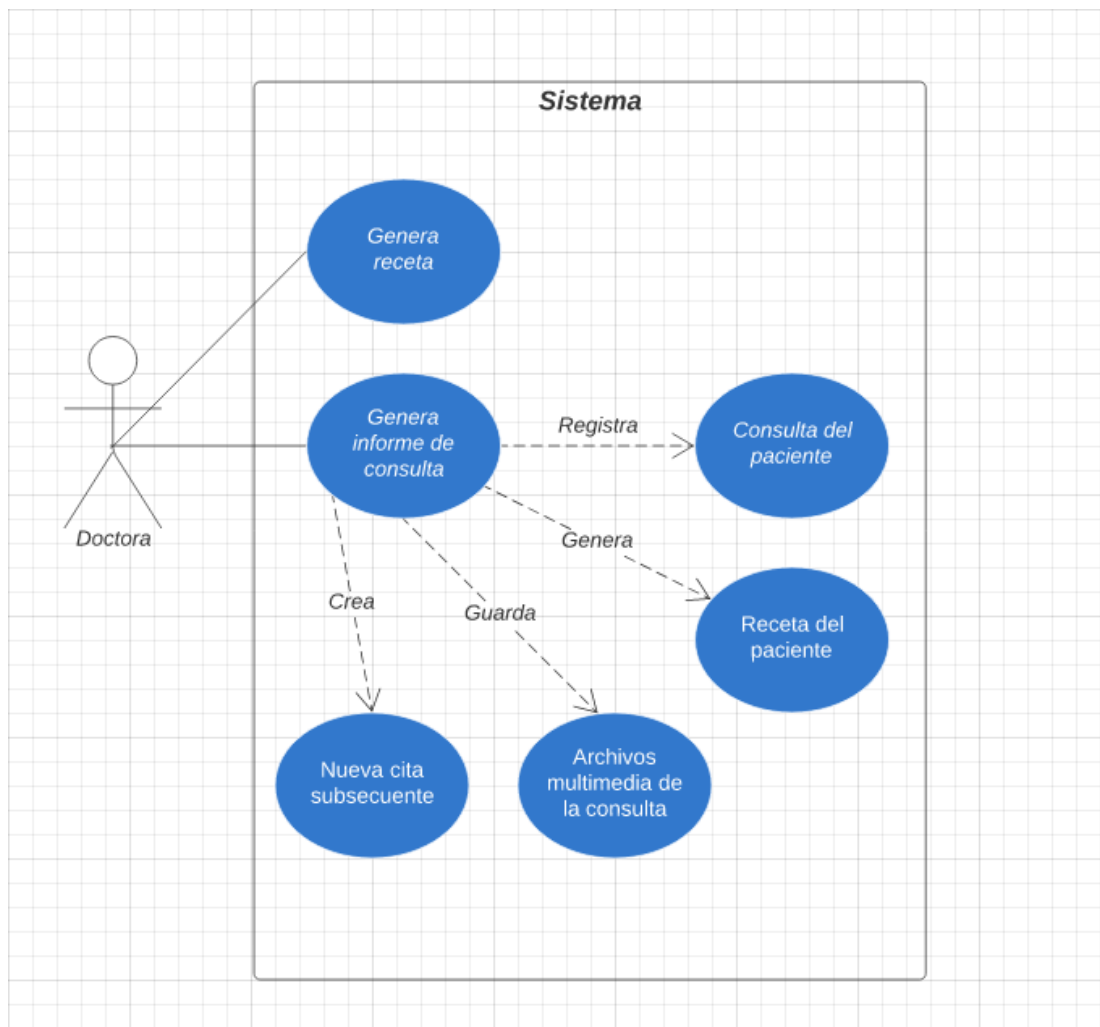 Sistema
Genera
receta
Genera
informe de
consulta
Registra
Consulta del
paciente
Doctora
Genera
Crea
Guarda
Receta del
paciente
Nueva cita
subsecuente
Archivos
multimedia de
la consulta